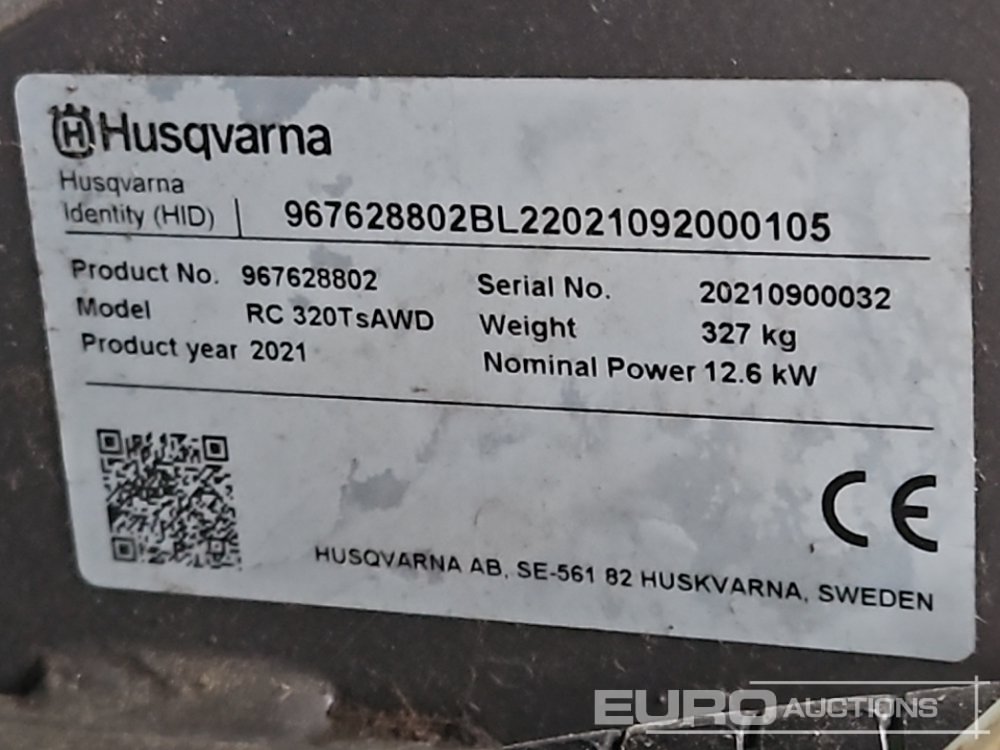 Husqvarna
Husqvarna
Identity (HID) 967628802BL22021092000105
Product No. 967628802 Serial No. 20210900032
Model RC 320TsAWD Weight 327 kg
Product year 2021 Nominal Power 12.6 kW
CE
HUSQVARNA AB, SE-561 82 HUSKVARNA, SWEDEN
EURO AUCTIONS